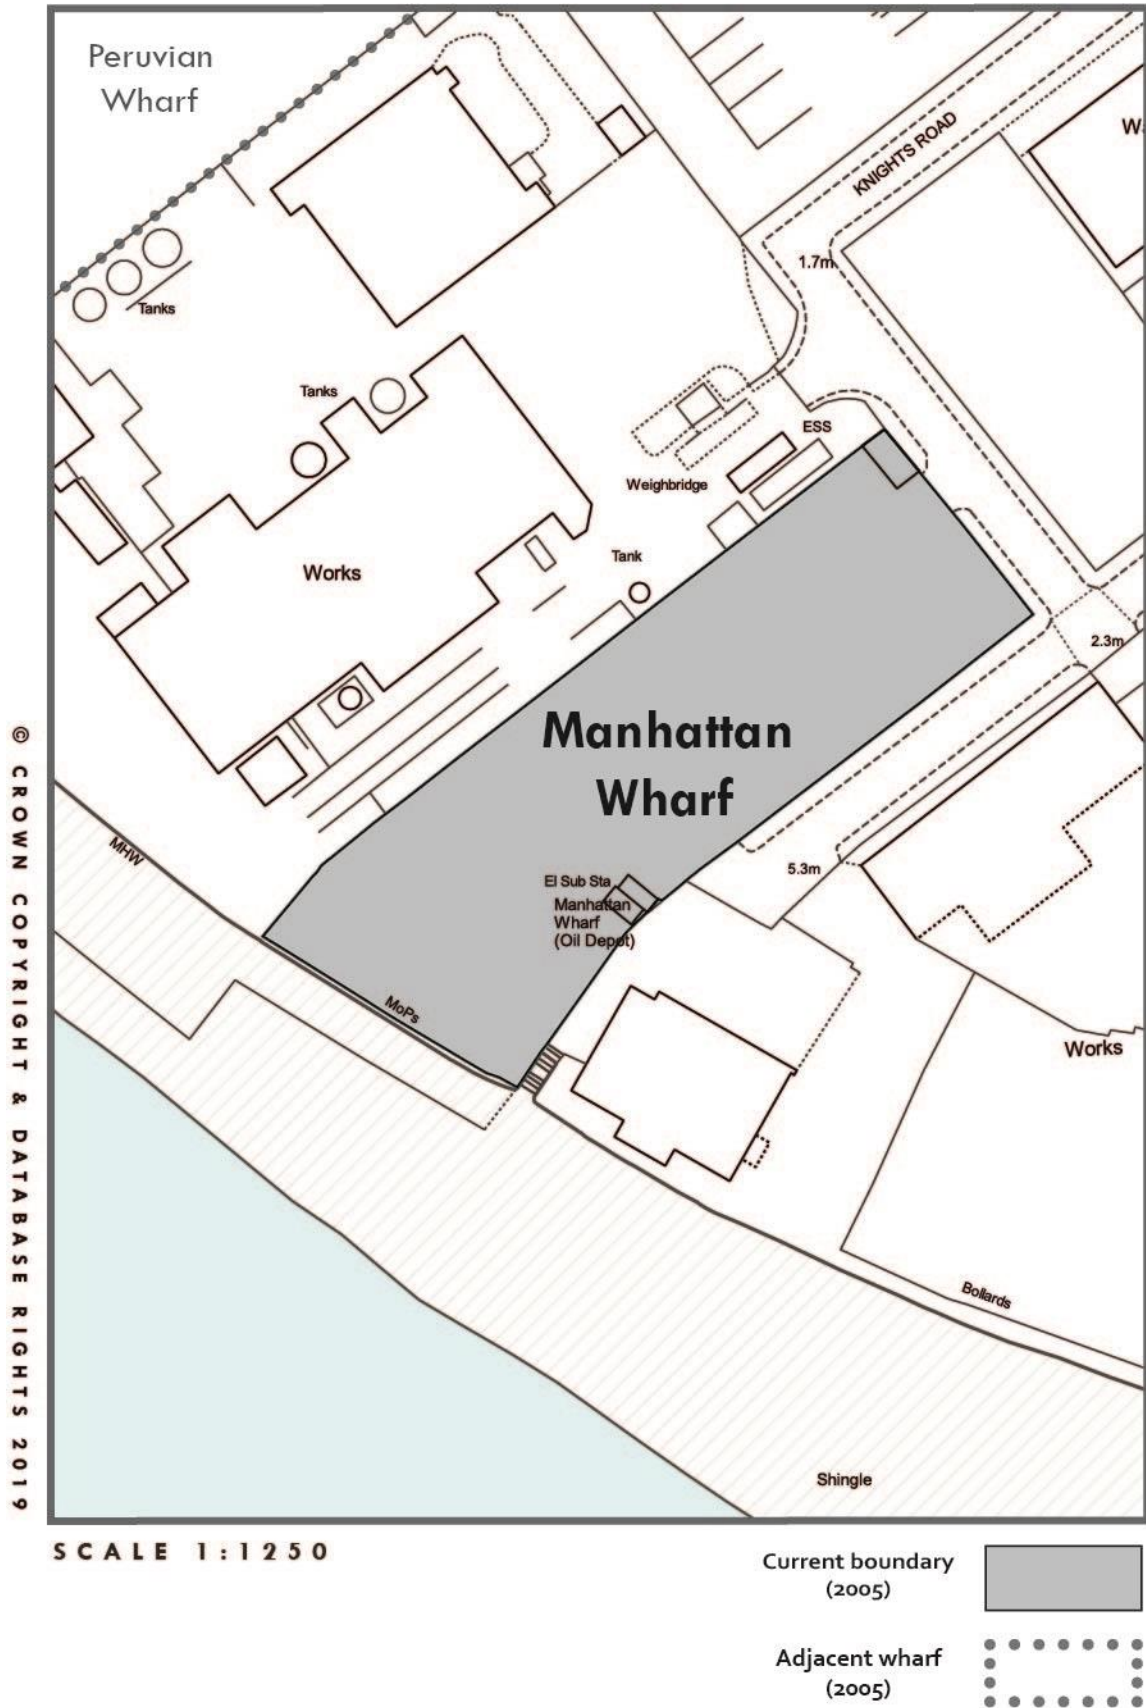 Peruvian
Wharf
KNIGHTS ROAD
1.7m
Tanks
Tanks
ESS
Weighbridge
Works
Tank
2.3m
Manhattan
Wharf
MHW
5.3m
El Sub Sta
Manhattan
Wharf
(Oil Depot)
MoPs
Works
Bollards
Shingle
© CROWN COPYRIGHT & DATABASE RIGHTS 2019
SCALE 1:1250
Current boundary
(2005)
Adjacent wharf
(2005)